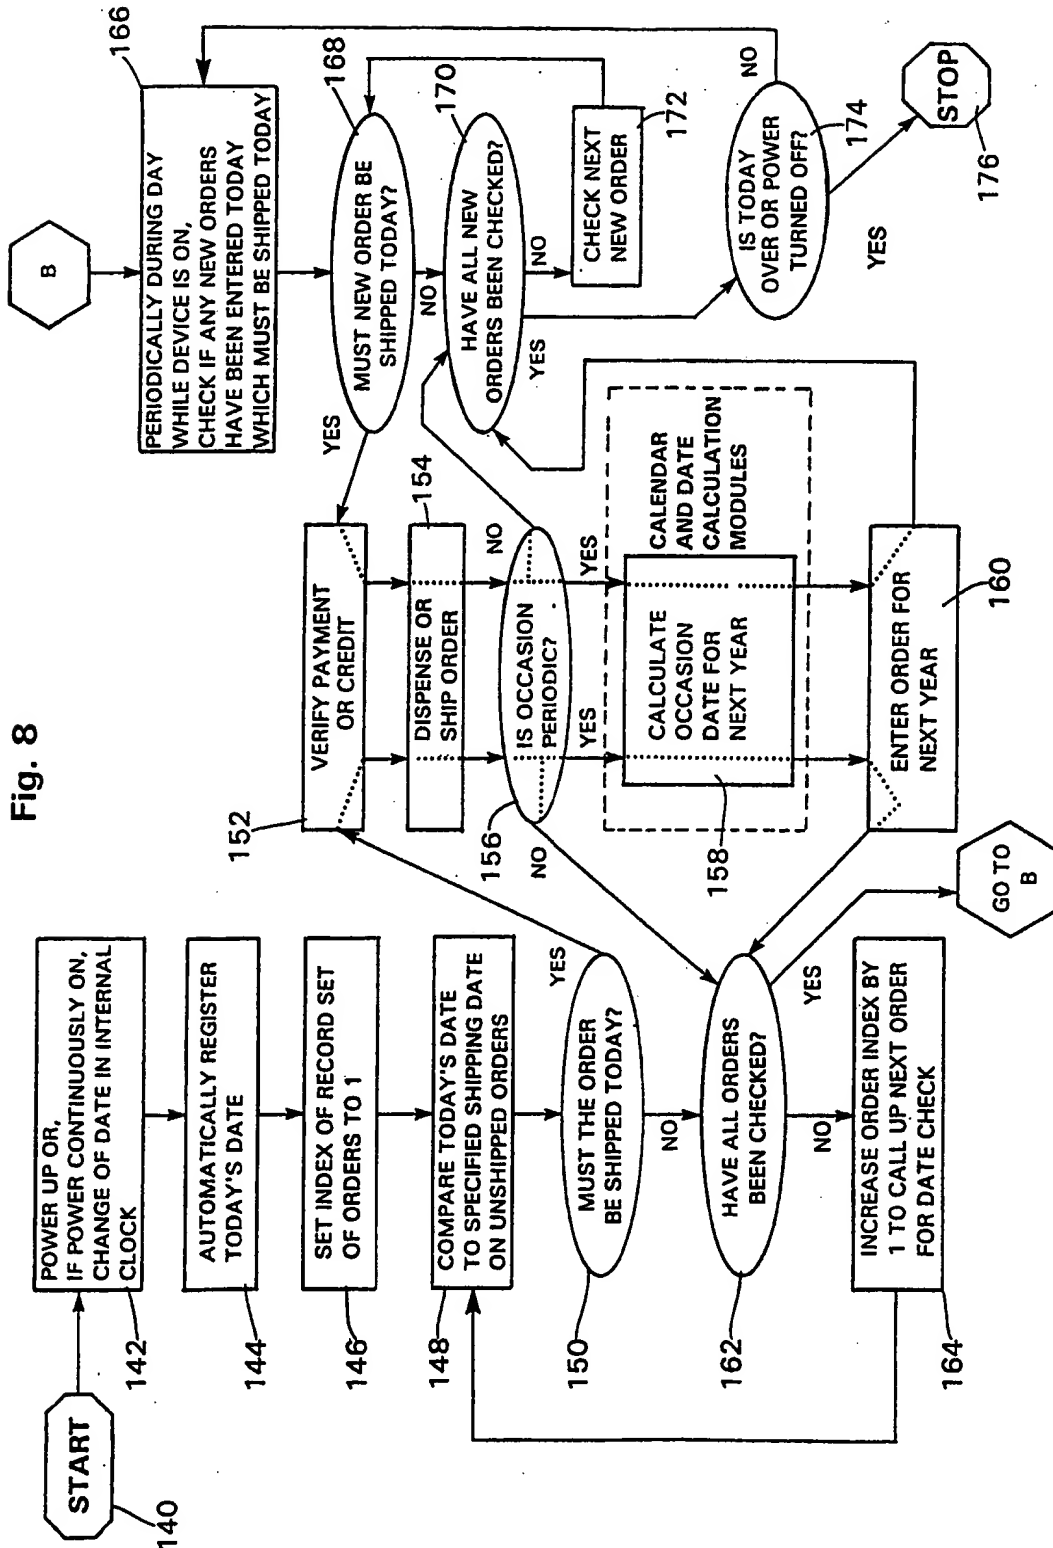 Fig. 8
START
140
POWER UP OR,
IF POWER CONTINUOUSLY ON,
CHANGE OF DATE IN INTERNAL
CLOCK
142
AUTOMATICALLY REGISTER
TODAY'S DATE
144
SET INDEX OF RECORD SET
OF ORDERS TO 1
146
COMPARE TODAY'S DATE
TO SPECIFIED SHIPPING DATE
ON UNSHIPPED ORDERS
148
MUST THE ORDER
BE SHIPPED TODAY?
150
YES
NO
HAVE ALL ORDERS
BEEN CHECKED?
162
YES
NO
INCREASE ORDER INDEX BY
1 TO CALL UP NEXT ORDER
FOR DATE CHECK
164
GO TO
B
152
VERIFY PAYMENT
OR CREDIT
DISPENSE OR
SHIP ORDER
154
IS OCCASION
PERIODIC?
156
NO
NO
YES
YES
CALCULATE
OCCASION
DATE FOR
NEXT YEAR
158
CALENDAR
AND DATE
CALCULATION
MODULES
ENTER ORDER FOR
NEXT YEAR
160
B
PERIODICALLY DURING DAY
WHILE DEVICE IS ON,
CHECK IF ANY NEW ORDERS
HAVE BEEN ENTERED TODAY
WHICH MUST BE SHIPPED TODAY
166
MUST NEW ORDER BE
SHIPPED TODAY?
168
YES
NO
HAVE ALL NEW
ORDERS BEEN CHECKED?
170
YES
NO
CHECK NEXT
NEW ORDER
172
IS TODAY
OVER OR POWER
TURNED OFF?
174
NO
YES
STOP
176